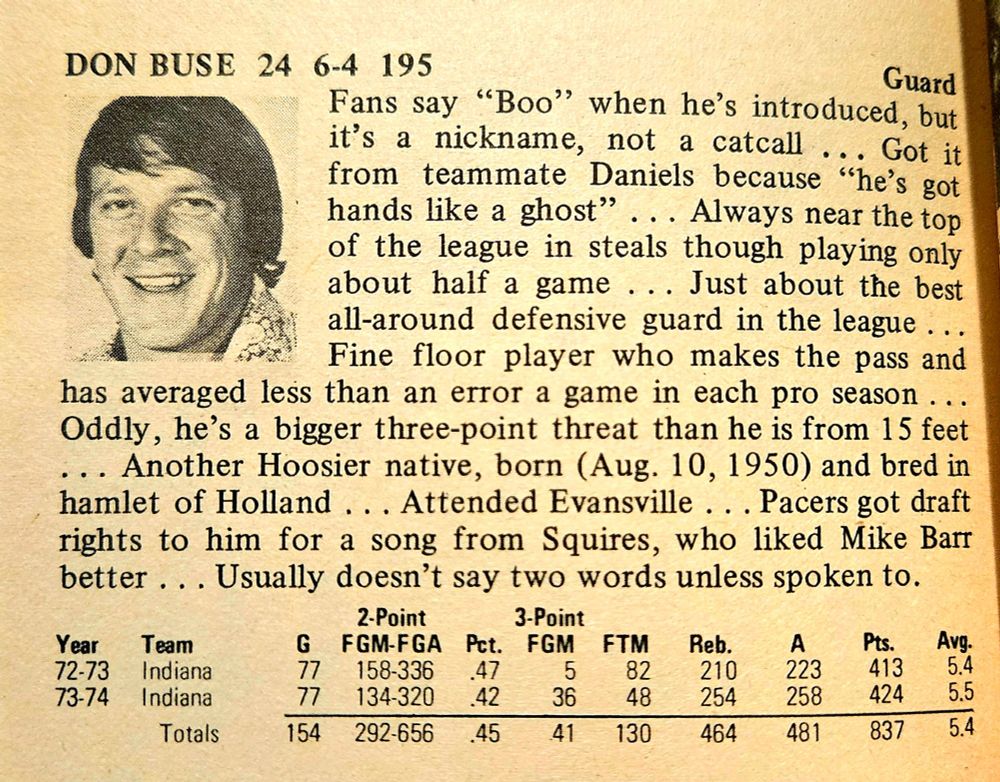 DON BUSE 24 6-4 195 Guard
Fans say “Boo” when he’s introduced, but
it’s a nickname, not a catcall ... Got it
from teammate Daniels because “he’s got
hands like a ghost” ... Always near the top
of the league in steals though playing only
about half a game ... Just about the best
all-around defensive guard in the league ...
Fine floor player who makes the pass and
has averaged less than an error a game in each pro season ...
Oddly, he’s a bigger three-point threat than he is from 15 feet
... Another Hoosier native, born (Aug. 10, 1950) and bred in
hamlet of Holland ... Attended Evansville ... Pacers got draft
rights to him for a song from Squires, who liked Mike Barr
better ... Usually doesn’t say two words unless spoken to.
2-Point 3-Point
Year Team G FGM-FGA Pct. FGM FTM Reb. A Pts. Avg.
72-73 Indiana 77 158-336 .47 5 82 210 223 413 5.4
73-74 Indiana 77 134-320 .42 36 48 254 258 424 5.5
Totals 154 292-656 .45 41 130 464 481 837 5.4